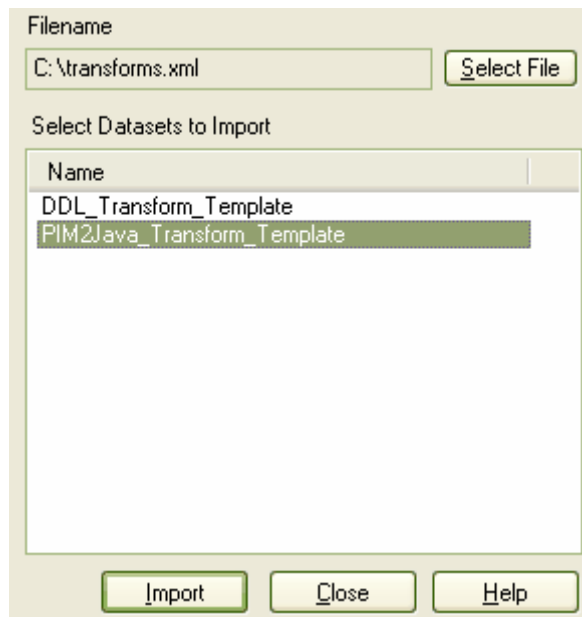 Filename
C:\transforms.xml
Select File
Select Datasets to Import
Name
DDL_Transform_Template
PIM2Java_Transform_Template
Import
Close
Help